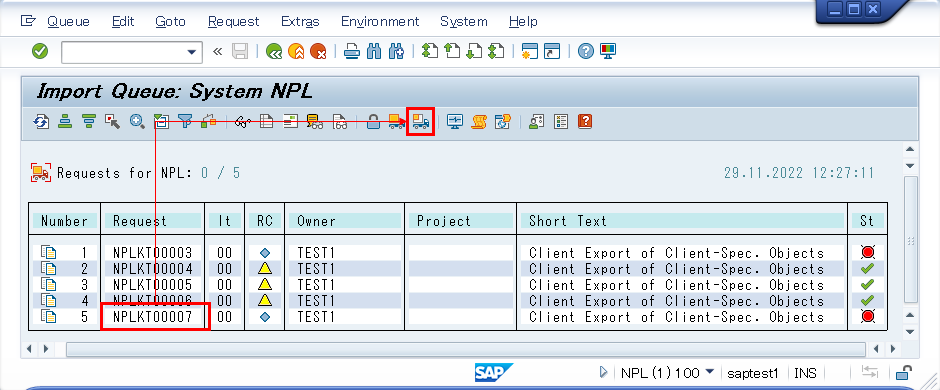 Queue Edit Goto Request Extras Environment System Help
Import Queue: System NPL
Requests for NPL: 0 / 5 29.11.2022 12:27:11
Number Request It RC Owner Project Short Text St
1 NPLKT00003 00 TEST1 Client Export of Client-Spec. Objects
2 NPLKT00004 00 TEST1 Client Export of Client-Spec. Objects
3 NPLKT00005 00 TEST1 Client Export of Client-Spec. Objects
4 NPLKT00006 00 TEST1 Client Export of Client-Spec. Objects
5 NPLKT00007 00 TEST1 Client Export of Client-Spec. Objects
SAP NPL (1) 100 saptest1 INS